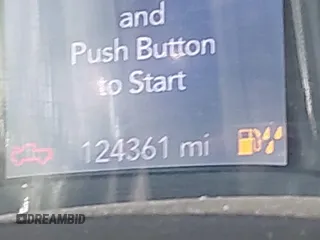 and
Push Button
to Start
124361 mi
DREAMBID